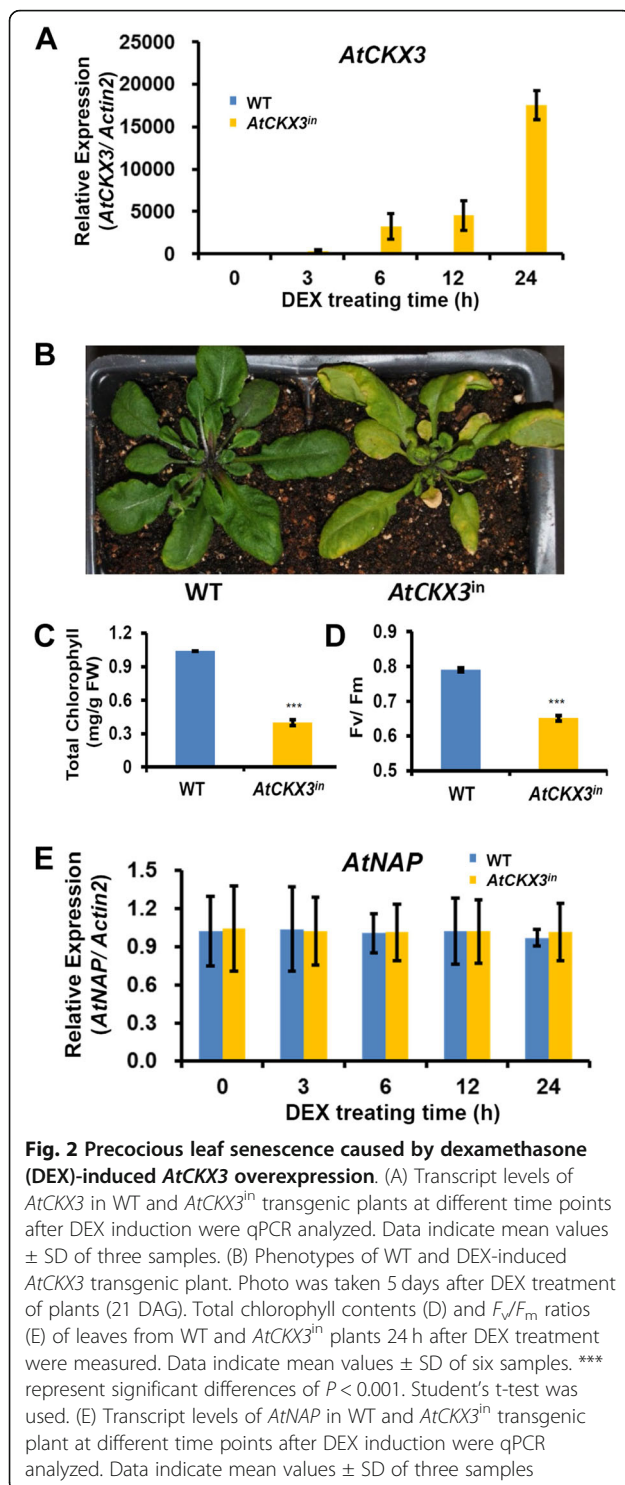 A
AtCKX3
WT
AtCKX3in
Relative Expression
(AtCKX3/ Actin2)
25000
20000
15000
10000
5000
0
0 3 6 12 24
DEX treating time (h)
B
WT AtCKX3in
C
Total Chlorophyll
(mg/g FW)
1.2
0.9
0.6
0.3
0
***
WT AtCKX3in
D
Fv/ Fm
0.9
0.8
0.7
0.6
0.5
***
WT AtCKX3in
E
AtNAP
WT
AtCKX3in
Relative Expression
(AtNAP/ Actin2)
1.5
1.2
0.9
0.6
0.3
0.0
0 3 6 12 24
DEX treating time (h)
Fig. 2 Precocious leaf senescence caused by dexamethasone
(DEX)-induced AtCKX3 overexpression. (A) Transcript levels of
AtCKX3 in WT and AtCKX3in transgenic plants at different time points
after DEX induction were qPCR analyzed. Data indicate mean values
± SD of three samples. (B) Phenotypes of WT and DEX-induced
AtCKX3 transgenic plant. Photo was taken 5 days after DEX treatment
of plants (21 DAG). Total chlorophyll contents (D) and Fv/Fm ratios
(E) of leaves from WT and AtCKX3in plants 24 h after DEX treatment
were measured. Data indicate mean values ± SD of six samples. ***
represent significant differences of P < 0.001. Student's t-test was
used. (E) Transcript levels of AtNAP in WT and AtCKX3in transgenic
plant at different time points after DEX induction were qPCR
analyzed. Data indicate mean values ± SD of three samples